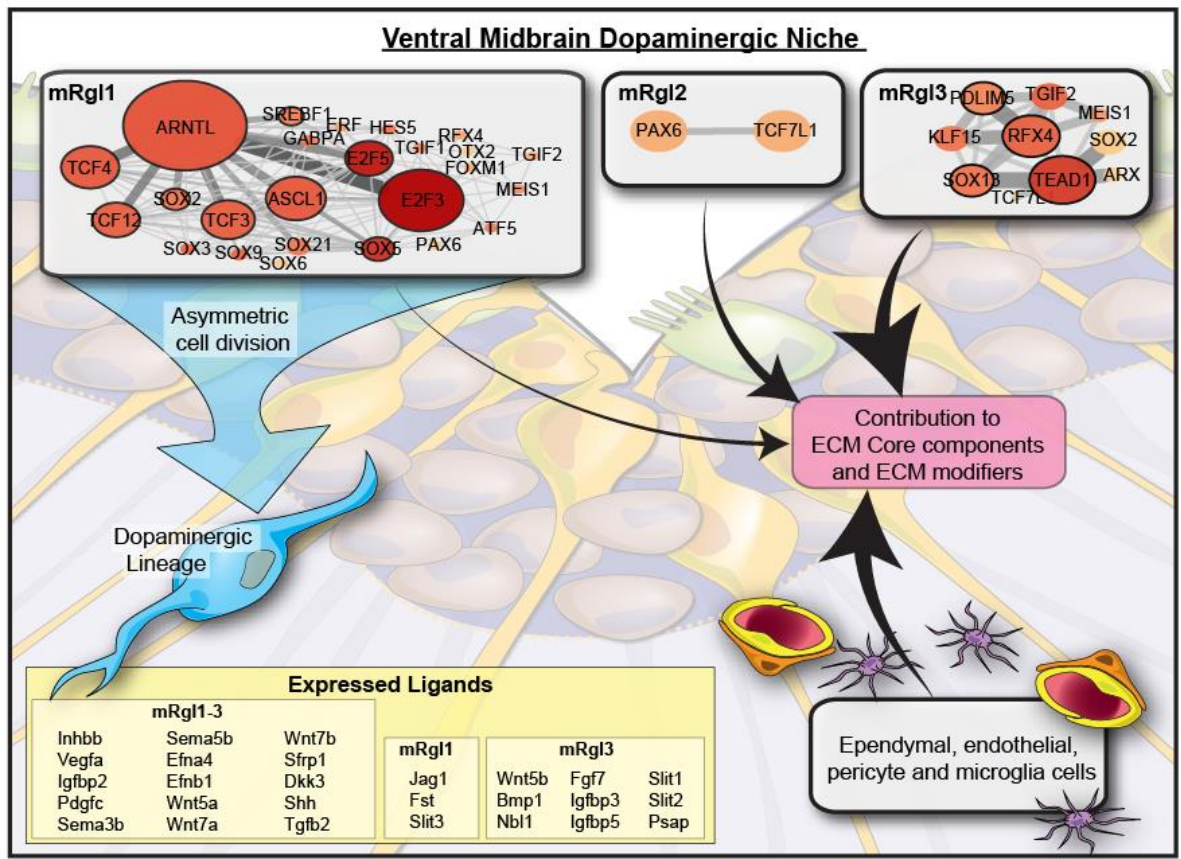 Ventral Midbrain Dopaminergic Niche
mRgl1
ARNTL
SREBF1
ERF
GABPA
HES5
TGIF1
RFX4
OTX2
FOXM1
TGIF2
MEIS1
TCF4
E2F5
SOX2
ASCL1
E2F3
TCF12
TCF3
ATF5
SOX3
SOX9
SOX21
SOX6
SOX5
PAX6
mRgl2
PAX6
TCF7L1
mRgl3
PDLIM5
TGIF2
MEIS1
KLF15
RFX4
SOX2
SOX13
TEAD1
ARX
Asymmetric
cell division
Contribution to
ECM Core components
and ECM modifiers
Dopaminergic
Lineage
Expressed Ligands
mRgl1-3
Inhbb Sema5b Wnt7b
Vegfa Efna4 Sfrp1
Igfbp2 Efnb1 Dkk3
Pdgfc Wnt5a Shh
Sema3b Wnt7a Tgfb2
mRgl1
Jag1
Fst
Slit3
mRgl3
Wnt5b Fgf7 Slit1
Bmp1 Igfbp3 Slit2
Nbl1 Igfbp5 Psap
Ependymal, endothelial,
pericyte and microglia cells